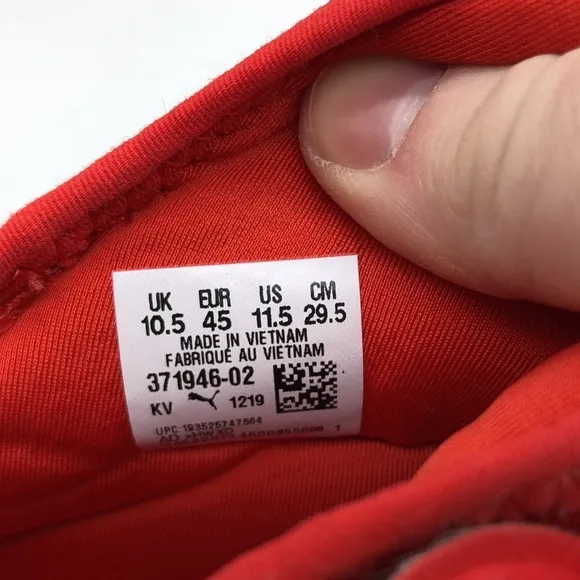 UK EUR US CM
10.5 45 11.5 29.5
MADE IN VIETNAM
FABRIQUÉ AU VIETNAM
371946-02
KV 1219
UPC 193525747564